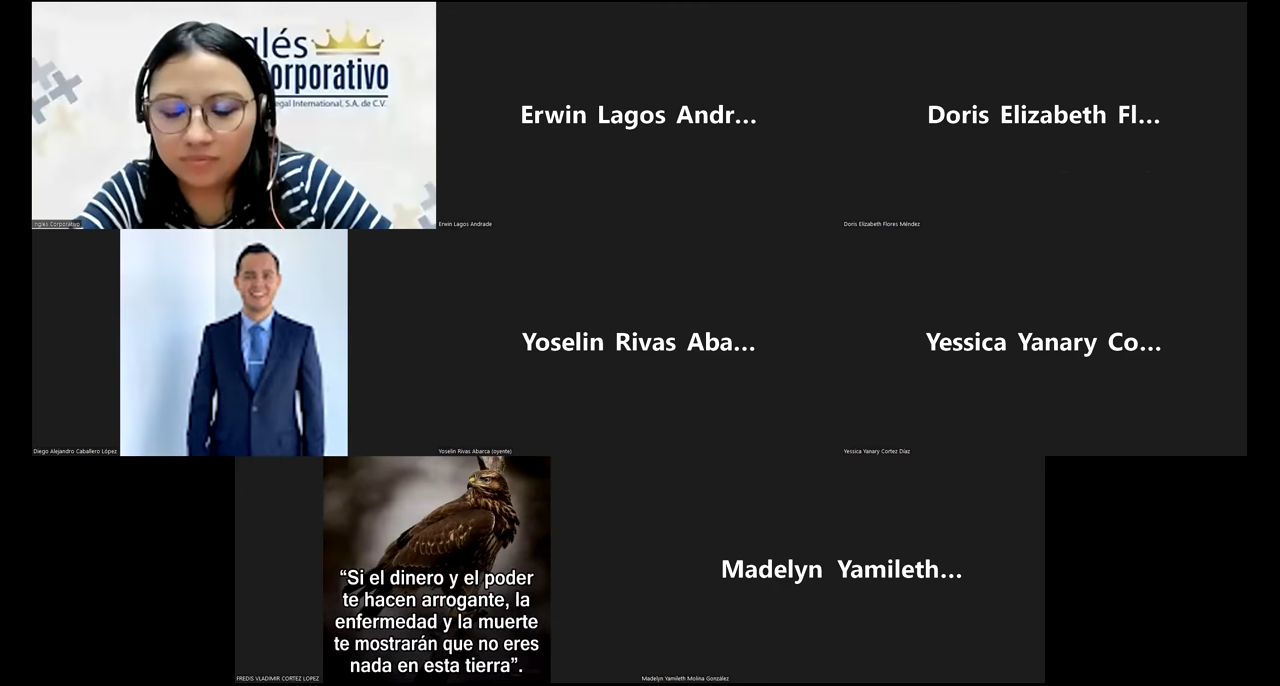 glés
Corporativo
egal International, S.A. de C.V.
Inglés Corporativo
Erwin Lagos Andr...
Erwin Lagos Andrade
Doris Elizabeth Fl...
Doris Elizabeth Flores Méndez
Diego Alejandro Caballero López
Yoselin Rivas Aba...
Yoselin Rivas Abarca (oyente)
Yessica Yanary Co...
Yessica Yanary Cortez Díaz
“Si el dinero y el poder
te hacen arrogante, la
enfermedad y la muerte
te mostrarán que no eres
nada en esta tierra”.
FREDIS VLADIMIR CORTEZ LOPEZ
Madelyn Yamileth...
Madelyn Yamileth Molina González